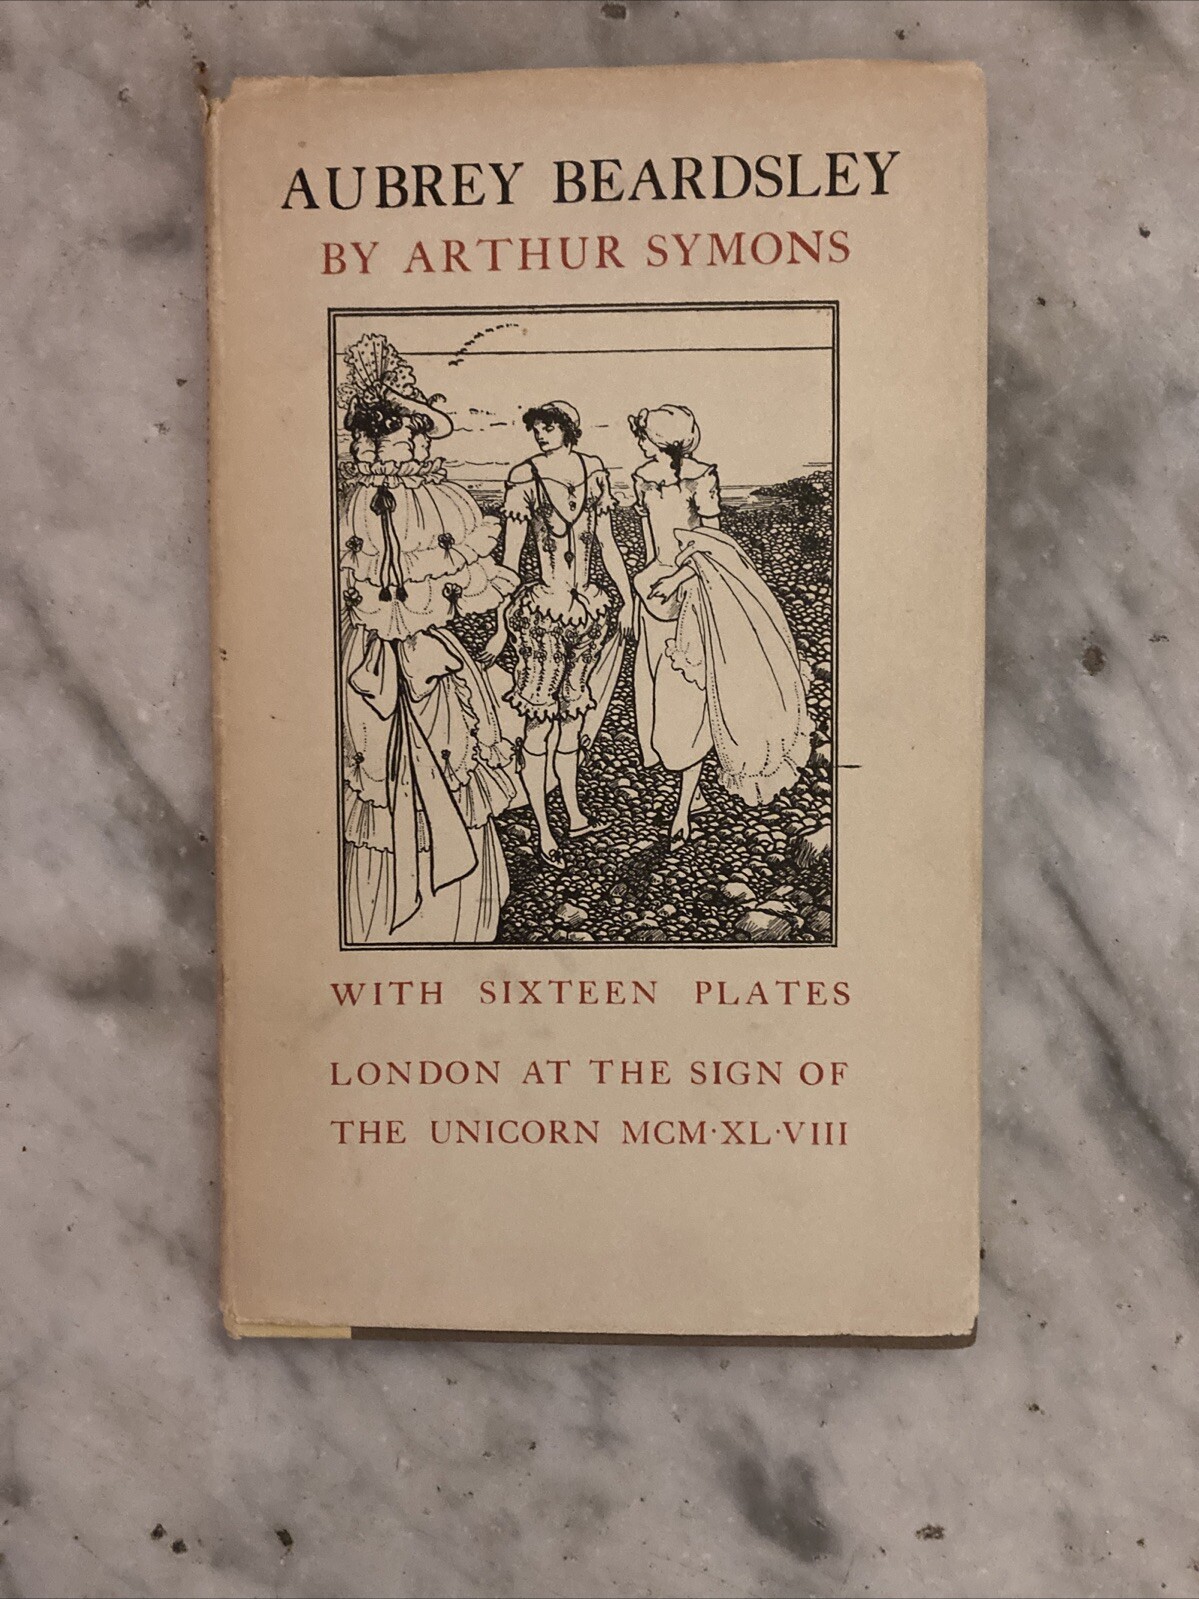 AUBREY BEARDSLEY
BY ARTHUR SYMONS
WITH SIXTEEN PLATES
LONDON AT THE SIGN OF
THE UNICORN MCM·XL·VIII